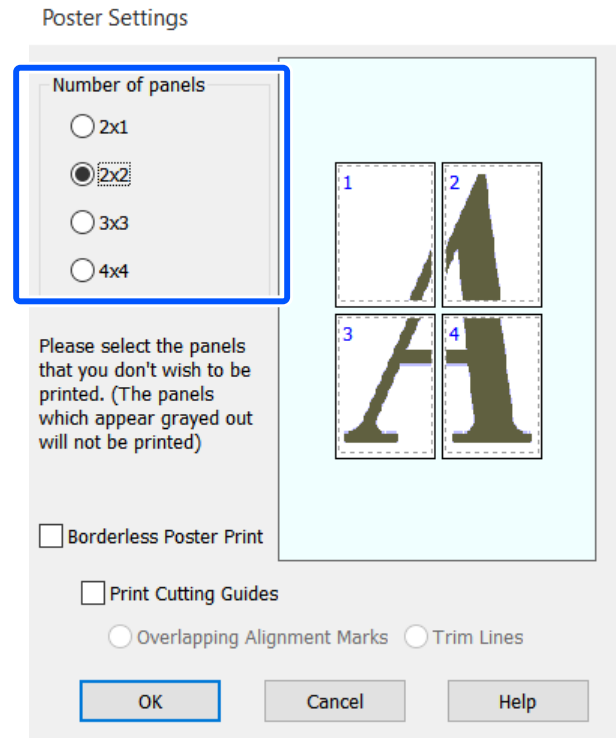 Poster Settings
Number of panels
2x1
2x2
3x3
4x4
1
2
3
4
Please select the panels
that you don't wish to be
printed. (The panels
which appear grayed out
will not be printed)
Borderless Poster Print
Print Cutting Guides
Overlapping Alignment Marks
Trim Lines
OK
Cancel
Help